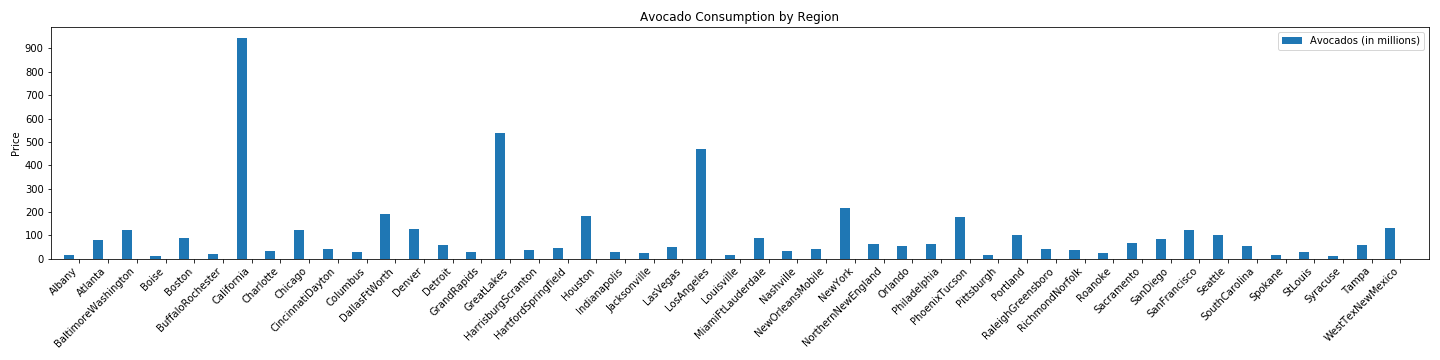 Avocado Consumption by Region
Avocados (in millions)
Price
900
800
700
600
500
400
300
200
100
0
Albany
Atlanta
BaltimoreWashington
Boise
Boston
BuffaloRochester
California
Charlotte
Chicago
CincinnatiDayton
Columbus
DallasFtWorth
Denver
Detroit
GrandRapids
GreatLakes
HarrisburgScranton
HartfordSpringfield
Houston
Indianapolis
Jacksonville
LasVegas
LosAngeles
Louisville
MiamiFtLauderdale
Nashville
NewOrleansMobile
NewYork
NorthernNewEngland
Orlando
Philadelphia
PhoenixTucson
Pittsburgh
Portland
RaleighGreensboro
RichmondNorfolk
Roanoke
Sacramento
SanDiego
SanFrancisco
Seattle
SouthCarolina
Spokane
StLouis
Syracuse
Tampa
WestTexNewMexico